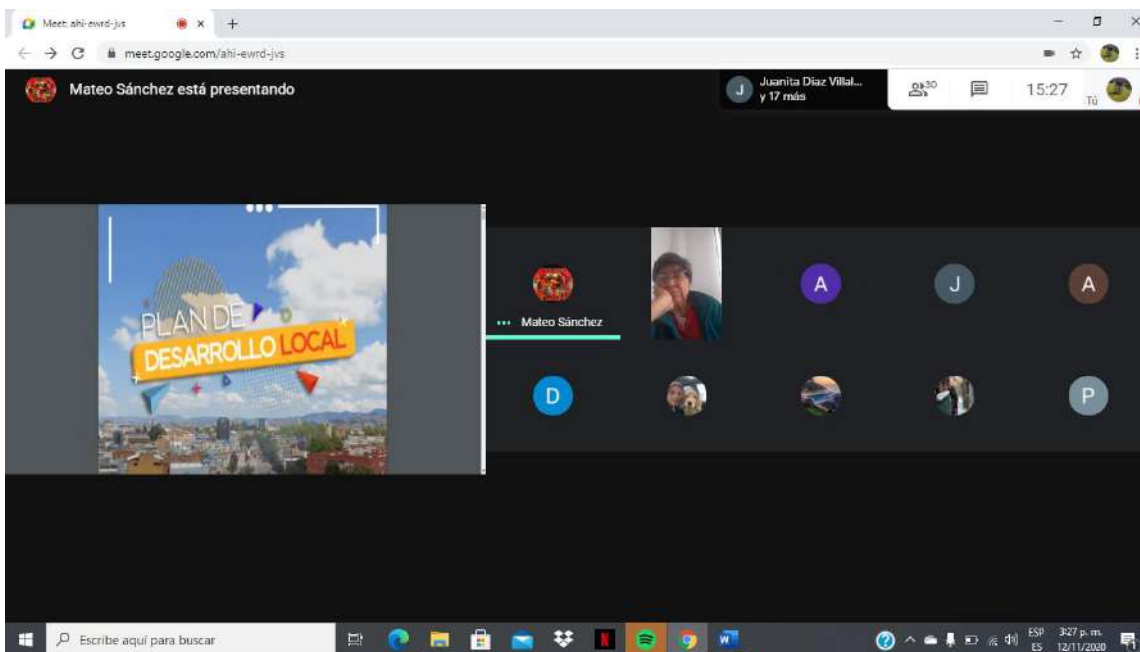 Meet: ahi-ewrd-jvs
meet.google.com/ahi-ewrd-jvs
Mateo Sánchez está presentando
J
Juanita Diaz Villal...
y 17 más
30
15:27
Tú
PLAN DE
DESARROLLO LOCAL
Mateo Sánchez
A
J
A
D
P
Escribe aquí para buscar
N
W
ESP
ES
3:27 p. m.
12/11/2020
1